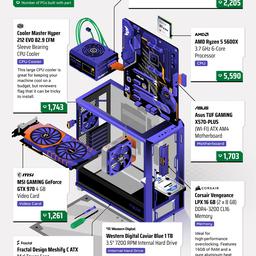 Number of PCs built with part
2,205
Cooler Master Hyper
212 EVO 82.9 CFM
Sleeve Bearing
CPU Cooler
CPU Cooler
This large CPU cooler is
great for keeping your
machine cool on a
budget, but reviewers
flag that it can be tricky
to install.
1,743
AMD
AMD Ryzen 5 5600X
3.7 GHz 6-Core
Processor
CPU
5,590
ASUS
Asus TUF GAMING
X570-PLUS
(WI-FI) ATX AM4
Motherboard
Motherboard
1,703
msi
MSI GAMING GeForce
GTX 970 4 GB
Video Card
Video Card
1,261
CORSAIR
Corsair Vengeance
LPX 16 GB (2 x 8 GB)
DDR4-3200 CL16
Memory
Memory
Ideal for
high-performance
overclocking. Features
16GB of RAM and a
pure aluminum heat
Western Digital
Western Digital Caviar Blue 1 TB
3.5" 7200 RPM Internal Hard Drive
Internal Hard Drive
Fractal
Fractal Design Meshify C ATX